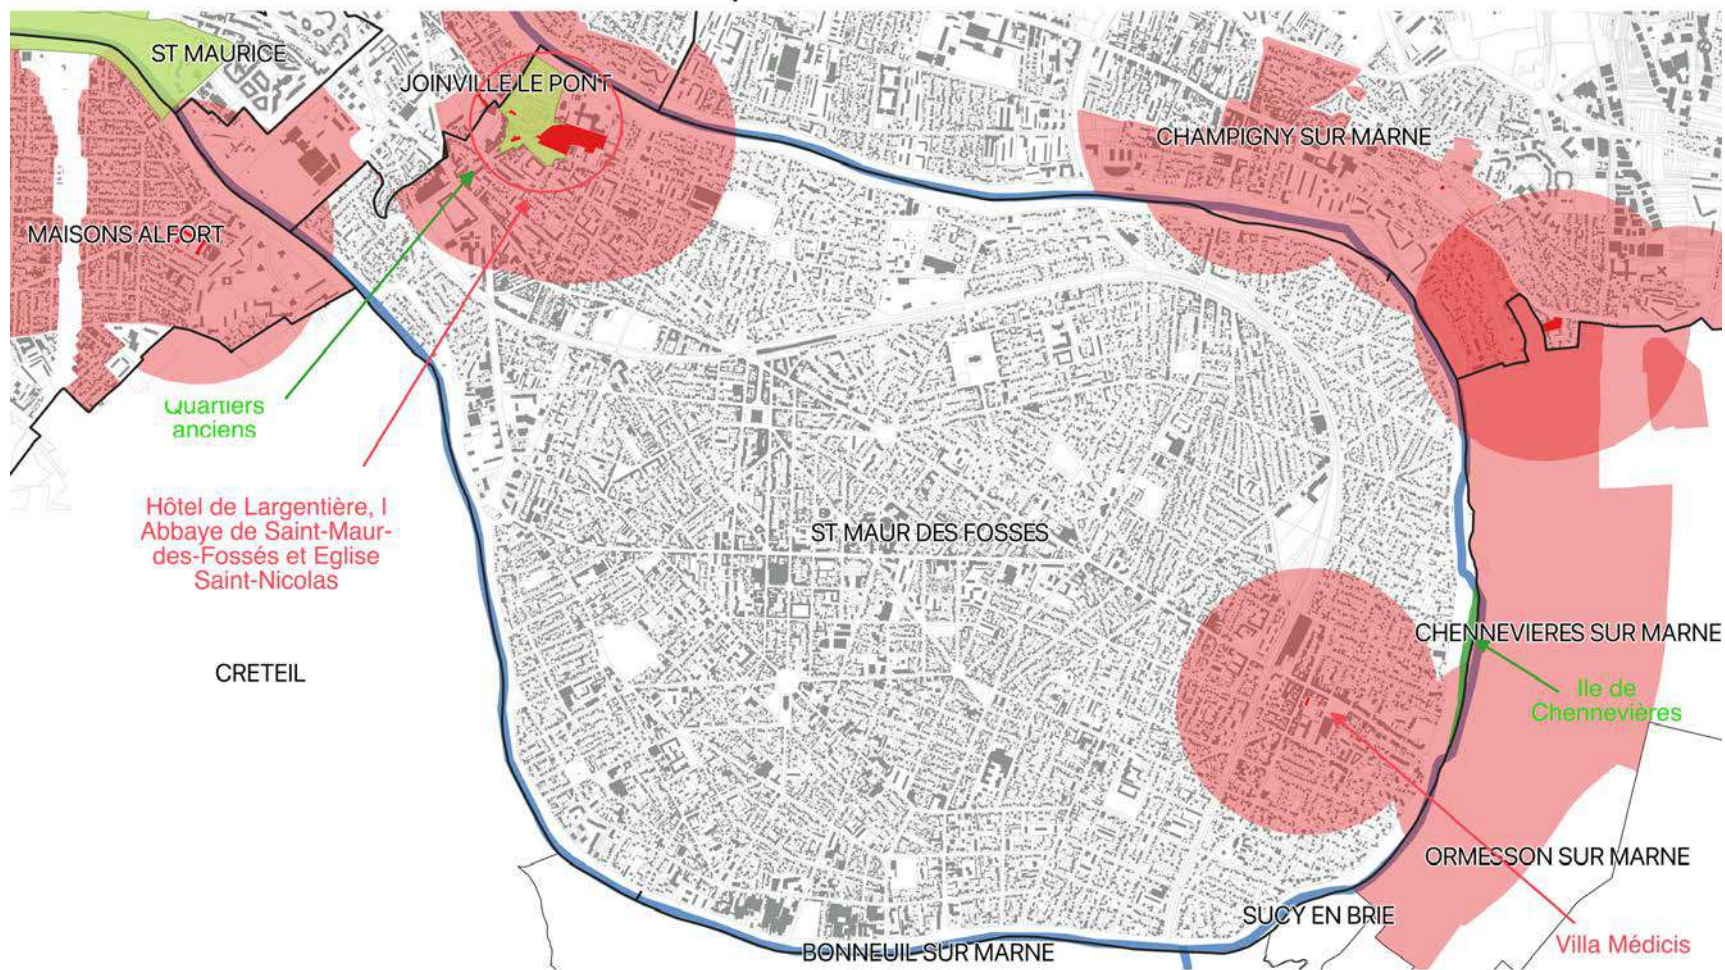 ST MAURICE
JOINVILLE LE PONT
CHAMPIGNY SUR MARNE
MAISONS ALFORT
Quartiers
anciens
Hôtel de Largentière, l
Abbaye de Saint-Maur-
des-Fossés et Eglise
Saint-Nicolas
ST MAUR DES FOSSES
CHENNEVIERES SUR MARNE
CRETEIL
Ile de
Chennevières
ORMESSON SUR MARNE
SUCY EN BRIE
Villa Médicis
BONNEUIL SUR MARNE